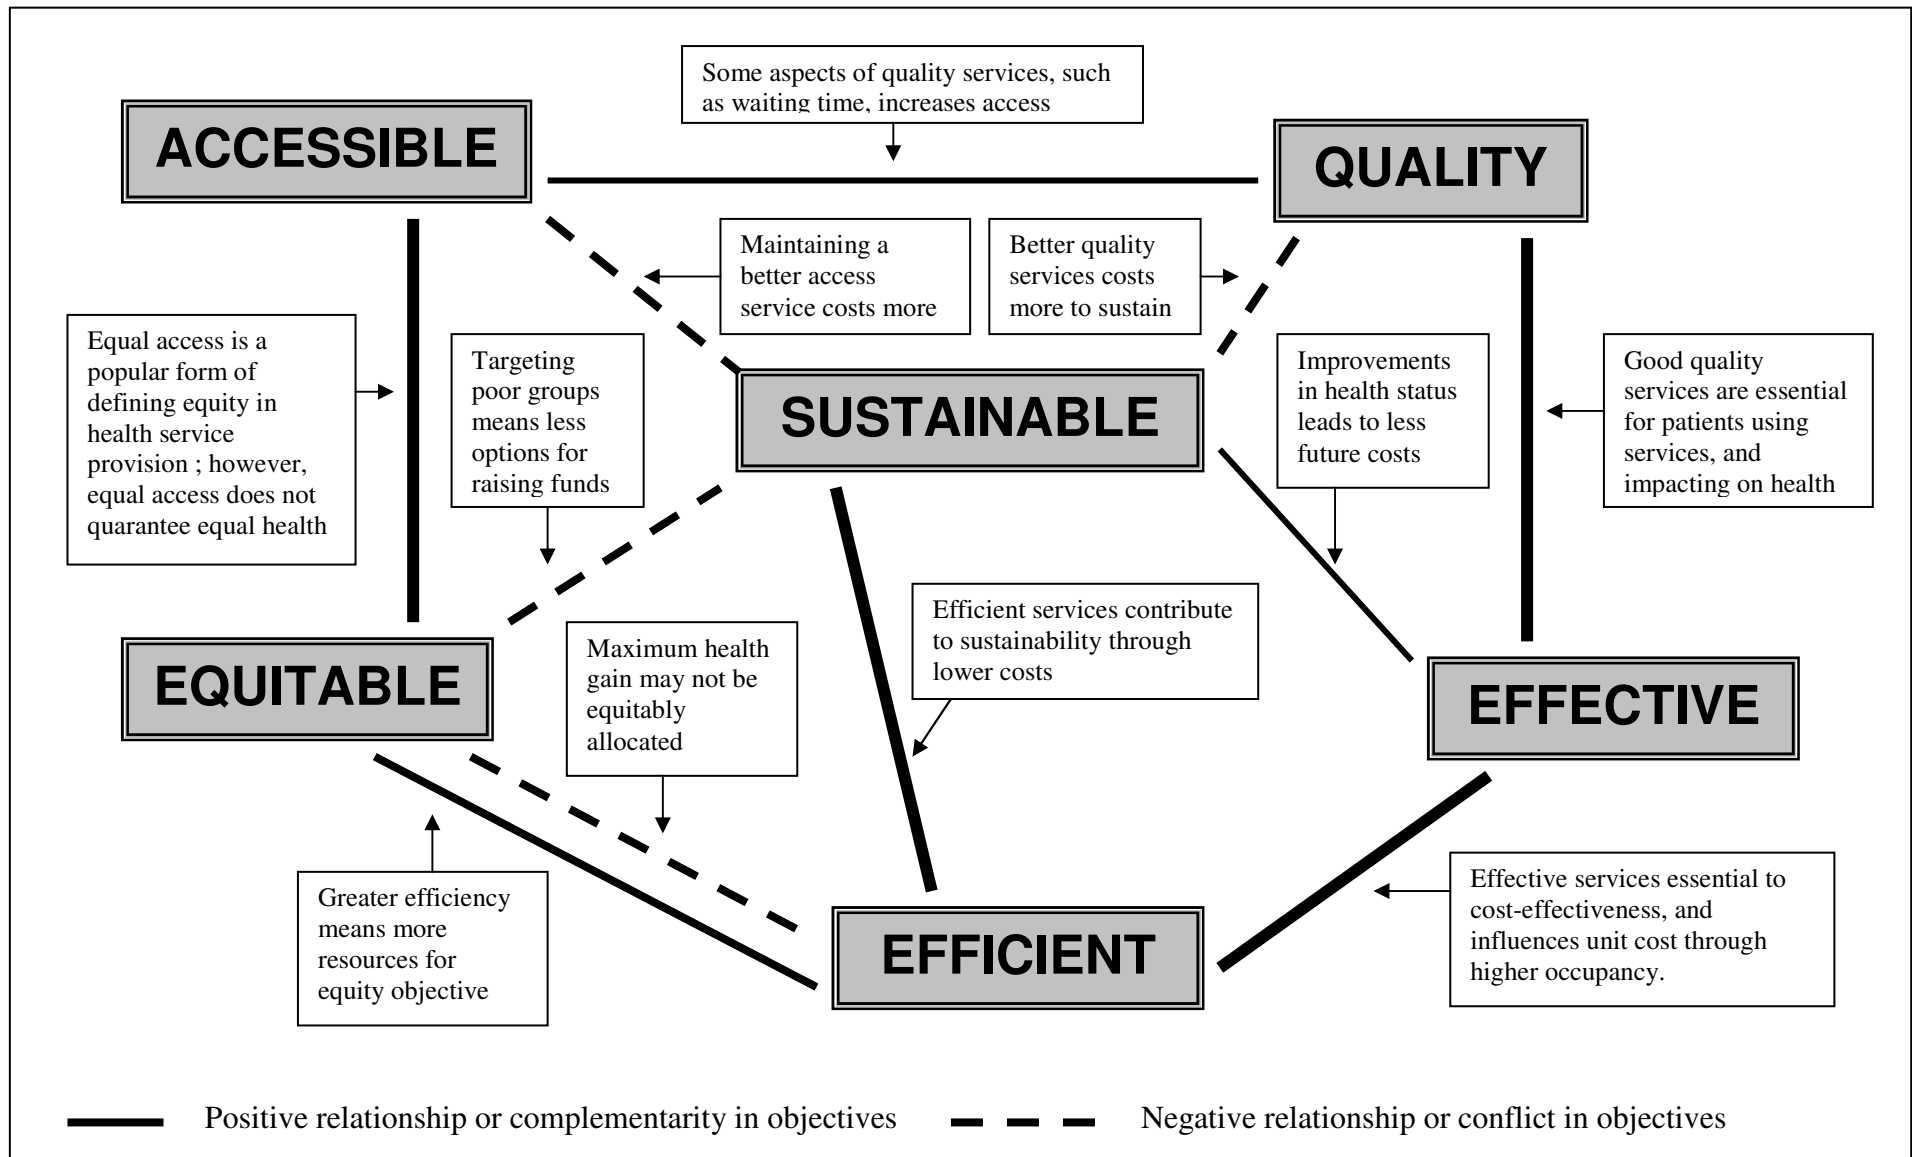 Some aspects of quality services, such
as waiting time, increases access
ACCESSIBLE
QUALITY
Maintaining a
better access
service costs more
Better quality
services costs
more to sustain
Equal access is a
popular form of
defining equity in
health service
provision ; however,
equal access does not
quarantee equal health
Targeting
poor groups
means less
options for
raising funds
SUSTAINABLE
Improvements
in health status
leads to less
future costs
Good quality
services are essential
for patients using
services, and
impacting on health
Efficient services contribute
to sustainability through
lower costs
EQUITABLE
Maximum health
gain may not be
equitably
allocated
EFFECTIVE
Greater efficiency
means more
resources for
equity objective
EFFICIENT
Effective services essential to
cost-effectiveness, and
influences unit cost through
higher occupancy.
Positive relationship or complementarity in objectives
Negative relationship or conflict in objectives